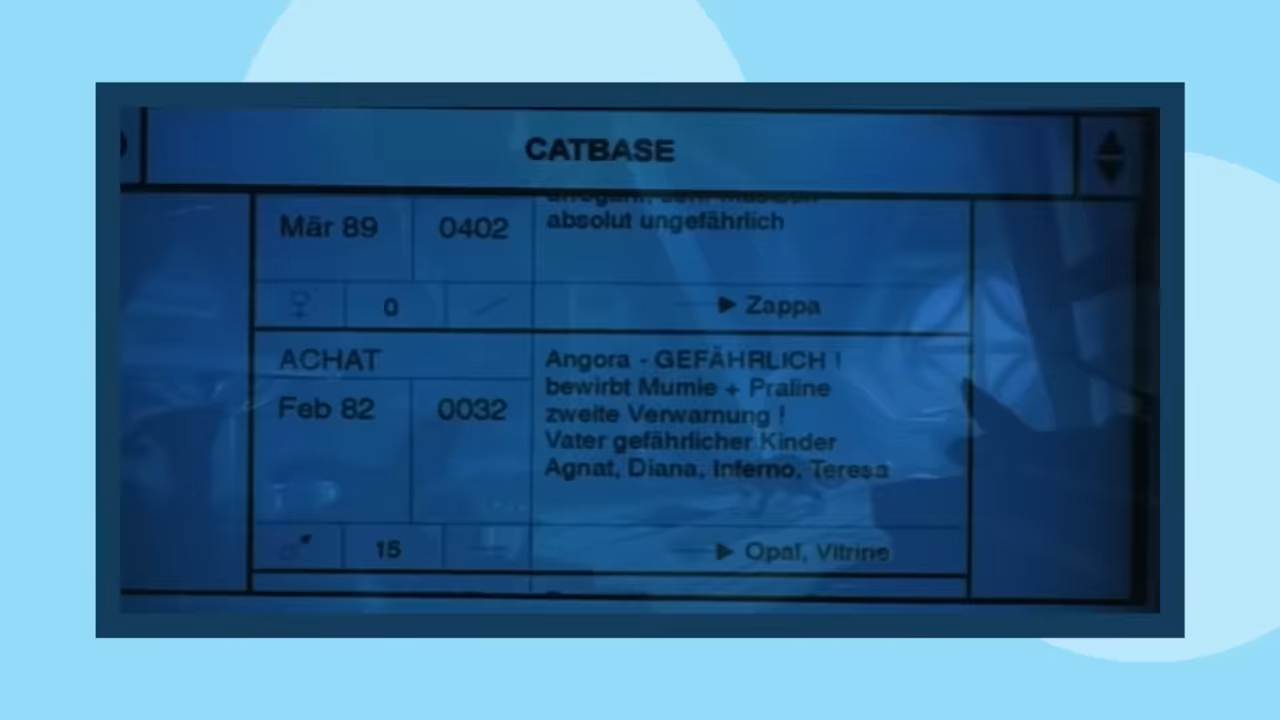 CATBASE
absolut ungefährlich
Mär 89
0402
0
Zappa
ACHAT
Feb 82
0032
Angora - GEFÄHRLICH !
bewirbt Mumie + Praline
zweite Verwarnung !
Vater gefährlicher Kinder
Agnat, Diana, Inferno, Teresa
15
Opal, Vitrine